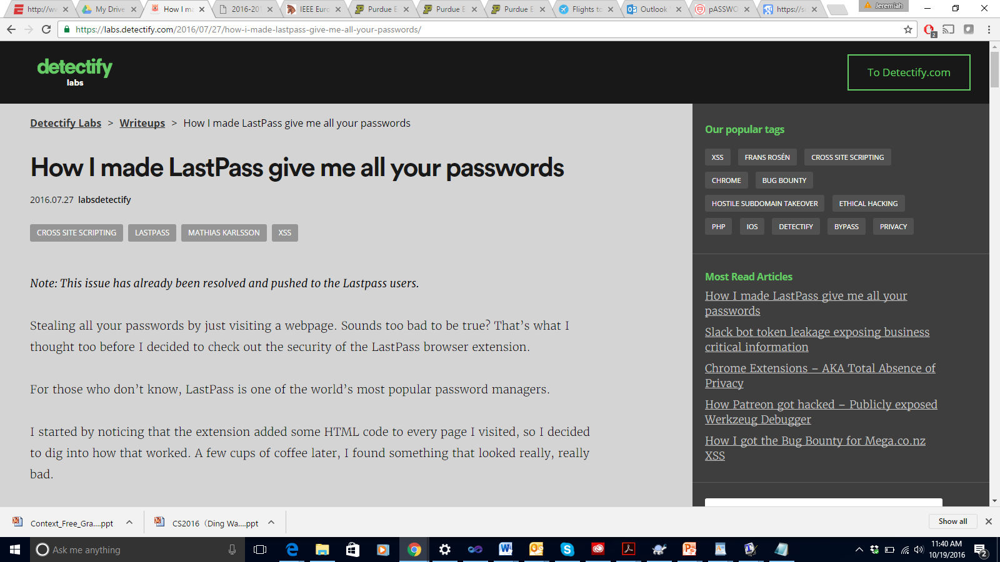 http://wv
My Drive
How I ma
2016-201
IEEE Euro
Purdue E
Purdue E
Purdue E
Flights to
Outlook
pASSWO
https://s
Jeremiah
https://labs.detectify.com/2016/07/27/how-i-made-lastpass-give-me-all-your-passwords/
2
detectify
labs
To Detectify.com
Detectify Labs > Writeups > How I made LastPass give me all your passwords
How I made LastPass give me all your passwords
2016.07.27 labsdetectify
CROSS SITE SCRIPTING LASTPASS MATHIAS KARLSSON XSS
Note: This issue has already been resolved and pushed to the Lastpass users.
Stealing all your passwords by just visiting a webpage. Sounds too bad to be true? That’s what I
thought too before I decided to check out the security of the LastPass browser extension.
For those who don’t know, LastPass is one of the world’s most popular password managers.
I started by noticing that the extension added some HTML code to every page I visited, so I decided
to dig into how that worked. A few cups of coffee later, I found something that looked really, really
bad.
Our popular tags
XSS FRANS ROSÉN CROSS SITE SCRIPTING
CHROME BUG BOUNTY
HOSTILE SUBDOMAIN TAKEOVER ETHICAL HACKING
PHP IOS DETECTIFY BYPASS PRIVACY
Most Read Articles
How I made LastPass give me all your
passwords
Slack bot token leakage exposing business
critical information
Chrome Extensions – AKA Total Absence of
Privacy
How Patreon got hacked – Publicly exposed
Werkzeug Debugger
How I got the Bug Bounty for Mega.co.nz
XSS
Context_Free_Gra....ppt
CS2016（Ding Wa....ppt
Show all
Ask me anything
11:40 AM
10/19/2016
2